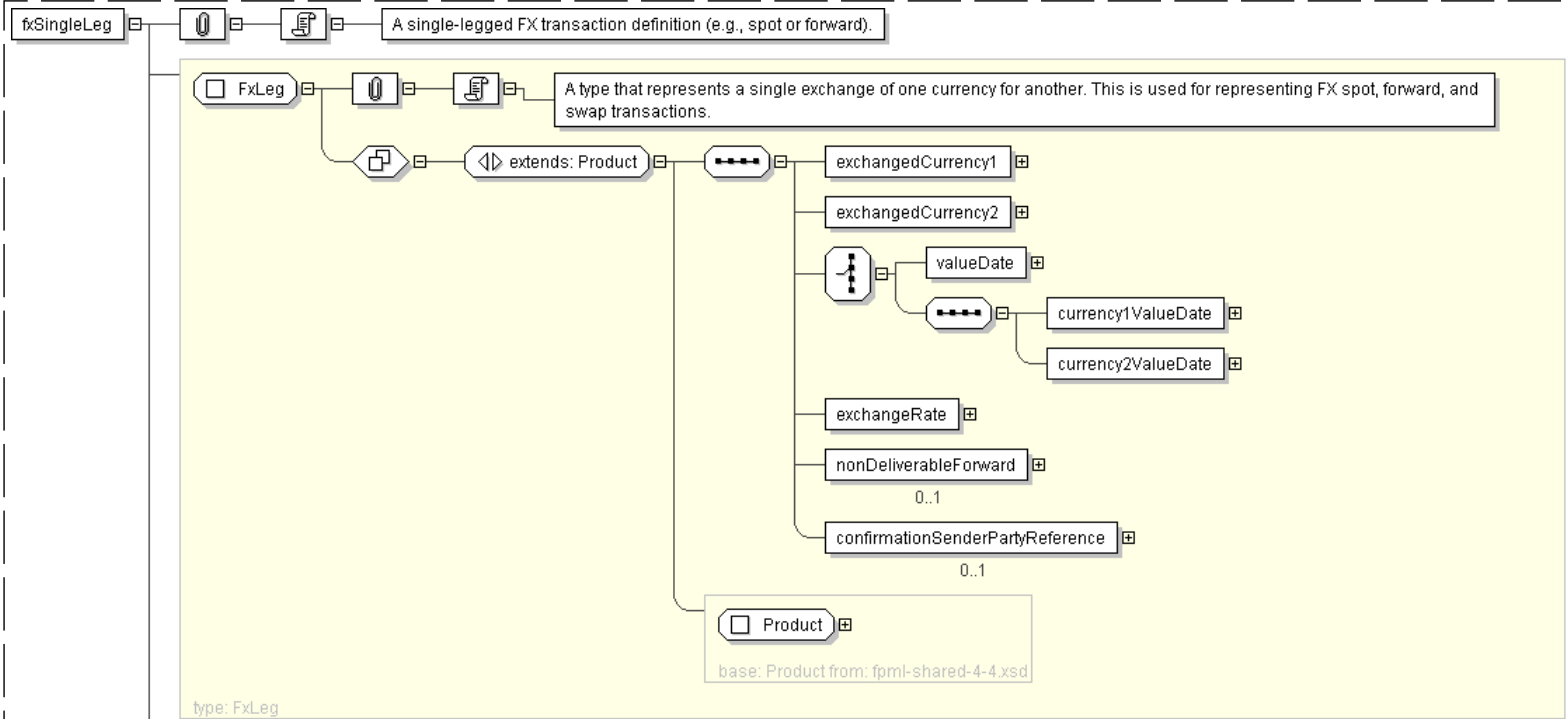 fxSingleLeg
A single-legged FX transaction definition (e.g., spot or forward).
FxLeg
A type that represents a single exchange of one currency for another. This is used for representing FX spot, forward, and
swap transactions.
extends: Product
exchangedCurrency1
exchangedCurrency2
valueDate
currency1ValueDate
currency2ValueDate
exchangeRate
nonDeliverableForward
0..1
confirmationSenderPartyReference
0..1
Product
base: Product from: fpml-shared-4-4.xsd
type: FxLeg